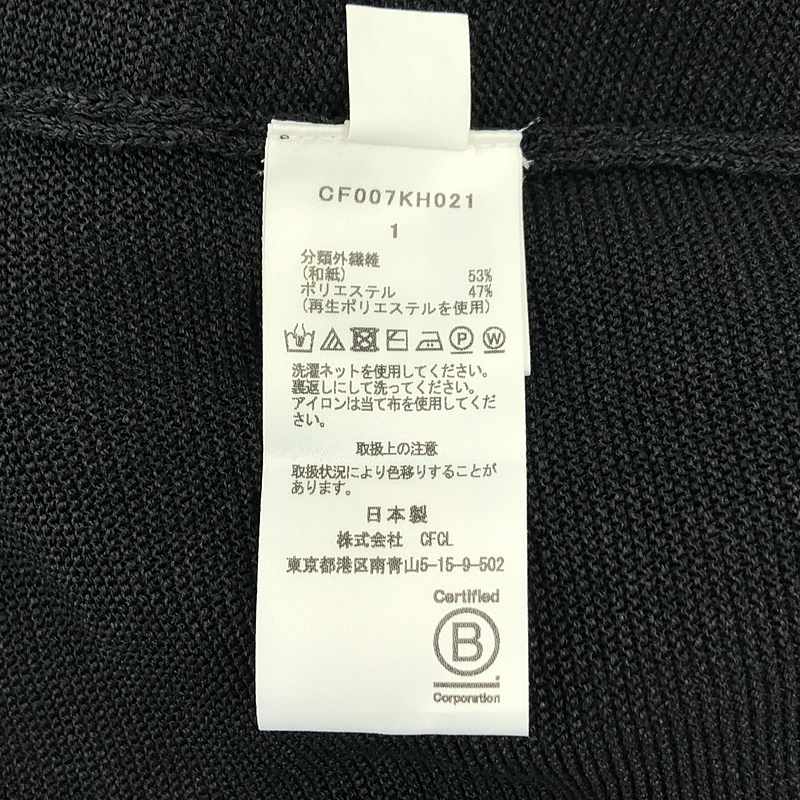 CF007KH021
1
分類外繊維
(和紙) 53%
ポリエステル 47%
(再生ポリエステルを使用)
P W
洗濯ネットを使用してください。
裏返しにして洗ってください。
アイロンは当て布を使用してくだ
さい。
取扱上の注意
取扱状況により色移りすることが
あります。
日本製
株式会社 CFCL
東京都港区南青山5-15-9-502
Certified
B
Corporation